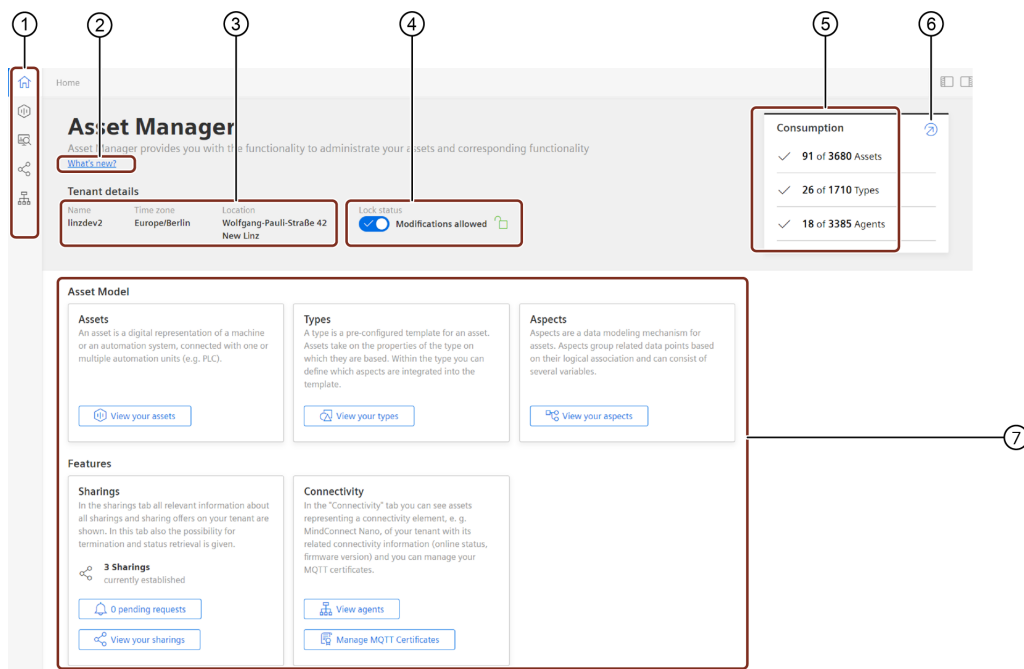 1
2
3
4
5
6
Home
Asset Manager
Asset Manager provides you with the functionality to administrate your assets and corresponding functionality
What's new?
Tenant details
Name
Time zone
Location
linzdev2
Europe/Berlin
Wolfgang-Pauli-Straße 42
New Linz
Lock status
Modifications allowed
Consumption
91 of 3680 Assets
26 of 1710 Types
18 of 3385 Agents
Asset Model
Assets
An asset is a digital representation of a machine
or an automation system, connected with one or
multiple automation units (e.g. PLC).
View your assets
Types
A type is a pre-configured template for an asset.
Assets take on the properties of the type on
which they are based. Within the type you can
define which aspects are integrated into the
template.
View your types
Aspects
Aspects are a data modeling mechanism for
assets. Aspects group related data points based
on their logical association and can consist of
several variables.
View your aspects
7
Features
Sharings
In the sharings tab all relevant information about
all sharings and sharing offers on your tenant are
shown. In this tab also the possibility for
termination and status retrieval is given.
3 Sharings
currently established
0 pending requests
View your sharings
Connectivity
In the "Connectivity" tab you can see assets
representing a connectivity element, e. g.
MindConnect Nano, of your tenant with its
related connectivity information (online status,
firmware version) and you can manage your
MQTT certificates.
View agents
Manage MQTT Certificates